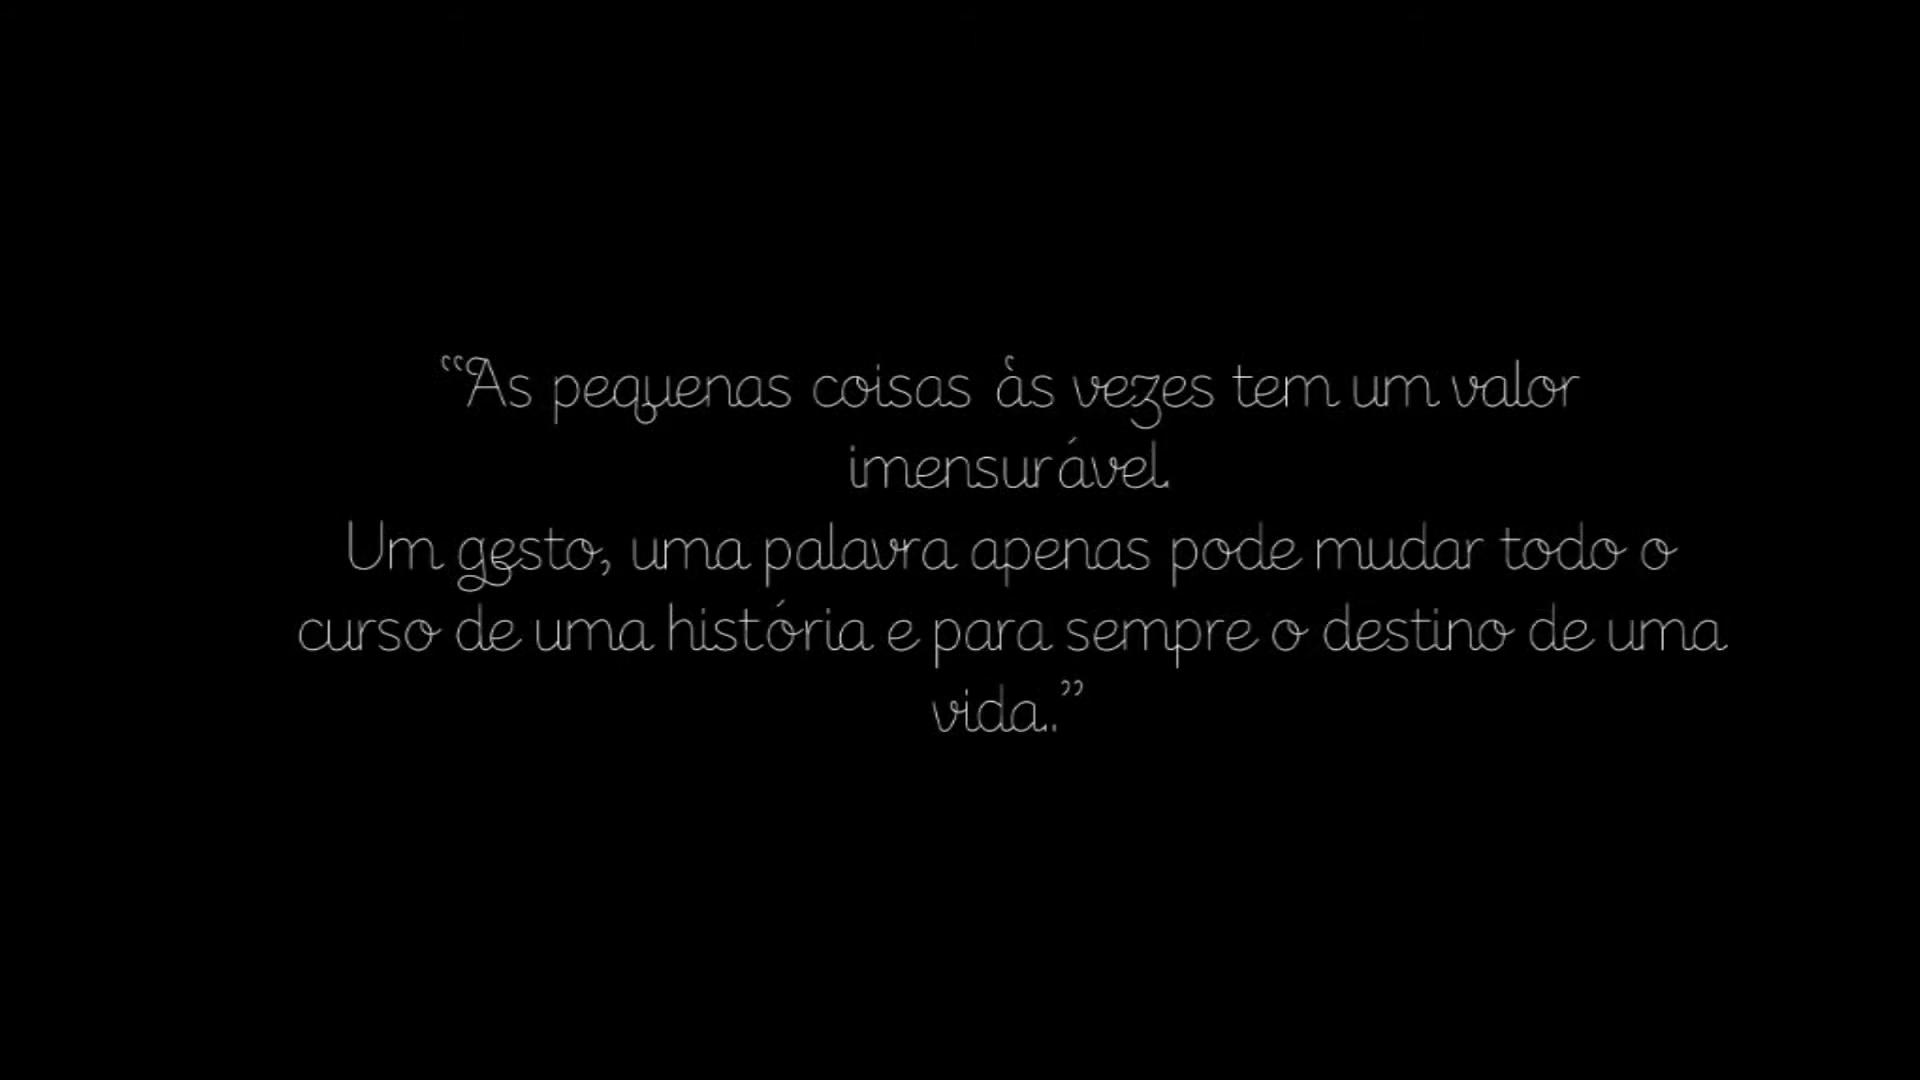 “As pequenas coisas às vezes tem um valor
imensurável.
Um gesto, uma palavra apenas pode mudar todo o
curso de uma história e para sempre o destino de uma
vida..”